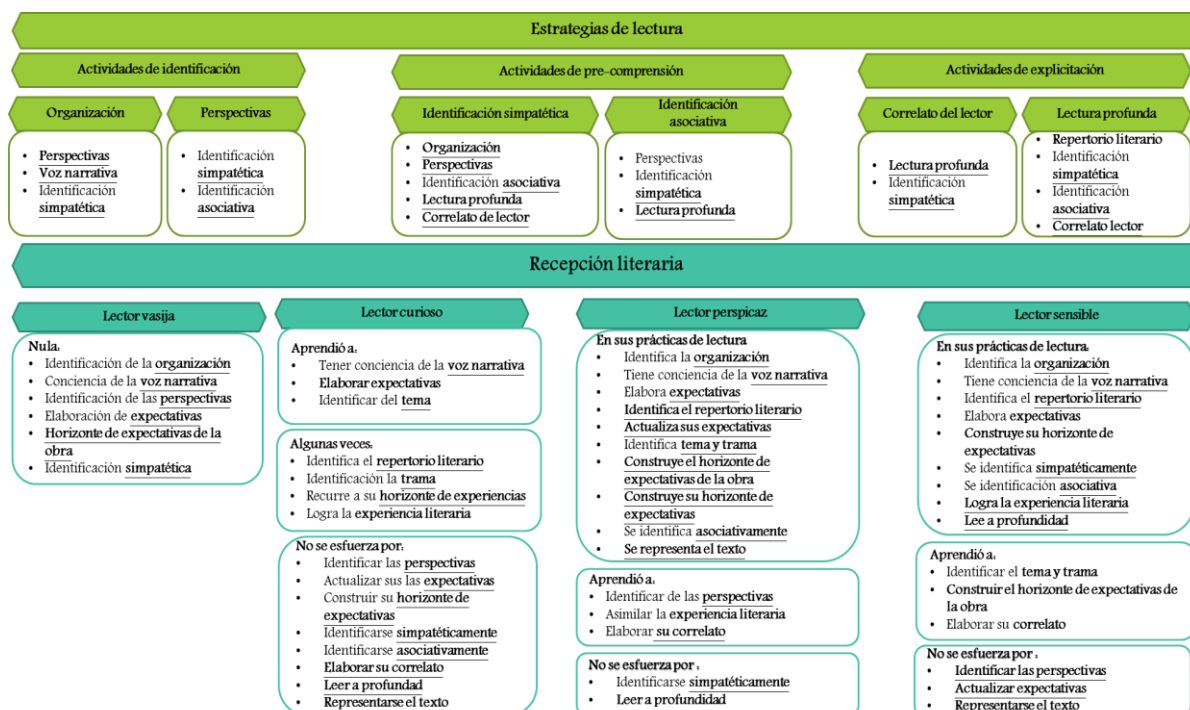 Estrategias de lectura
Actividades de identificación
Actividades de pre-comprensión
Actividades de explicitación
Organización
Perspectivas
Identificación simpatética
Identificación
asociativa
Correlato del lector
Lectura profunda
• Perspectivas
• Voz narrativa
• Identificación
simpatética
• Identificación
simpatética
• Identificación
asociativa
• Organización
• Perspectivas
• Identificación asociativa
• Lectura profunda
• Correlato de lector
• Perspectivas
• Identificación
simpatética
• Lectura profunda
• Lectura profunda
• Identificación
simpatética
• Repertorio literario
• Identificación
simpatética
• Identificación
asociativa
• Correlato lector
Recepción literaria
Lector vasija
Nula:
• Identificación de la organización
• Conciencia de la voz narrativa
• Identificación de las perspectivas
• Elaboración de expectativas
• Horizonte de expectativas de la
obra
• Identificación simpatética
Lector curioso
Aprendió a:
• Tener conciencia de la voz narrativa
• Elaborar expectativas
• Identificar del tema
Algunas veces:
• Identifica el repertorio literario
• Identificación la trama
• Recurre a su horizonte de experiencias
• Logra la experiencia literaria
No se esfuerza por:
• Identificar las perspectivas
• Actualizar sus las expectativas
• Construir su horizonte de
expectativas
• Identificarse simpatéticamente
• Identificarse asociativamente
• Elaborar su correlato
• Leer a profundad
• Representarse el texto
Lector perspicaz
En sus prácticas de lectura
• Identifica la organización
• Tiene conciencia de la voz narrativa
• Elabora expectativas
• Identifica el repertorio literario
• Actualiza sus expectativas
• Identifica tema y trama
• Construye el horizonte de
expectativas de la obra
• Construye su horizonte de
expectativas
• Se identifica asociativamente
• Se representa el texto
Aprendió a:
• Identificar de las perspectivas
• Asimilar la experiencia literaria
• Elaborar su correlato
No se esfuerza por :
• Identificarse simpatéticamente
• Leer a profundidad
Lector sensible
En sus prácticas de lectura:
• Identifica la organización
• Tiene conciencia de la voz narrativa
• Identifica el repertorio literario
• Elabora expectativas
• Construye su horizonte de
expectativas
• Se identifica simpatéticamente
• Se identificación asociativa
• Logra la experiencia literaria
• Lee a profundidad
Aprendió a:
• Identificar el tema y trama
• Construir el horizonte de expectativas de
la obra
• Elaborar su correlato
No se esfuerza por :
• Identificar las perspectivas
• Actualizar expectativas
• Representarse el texto